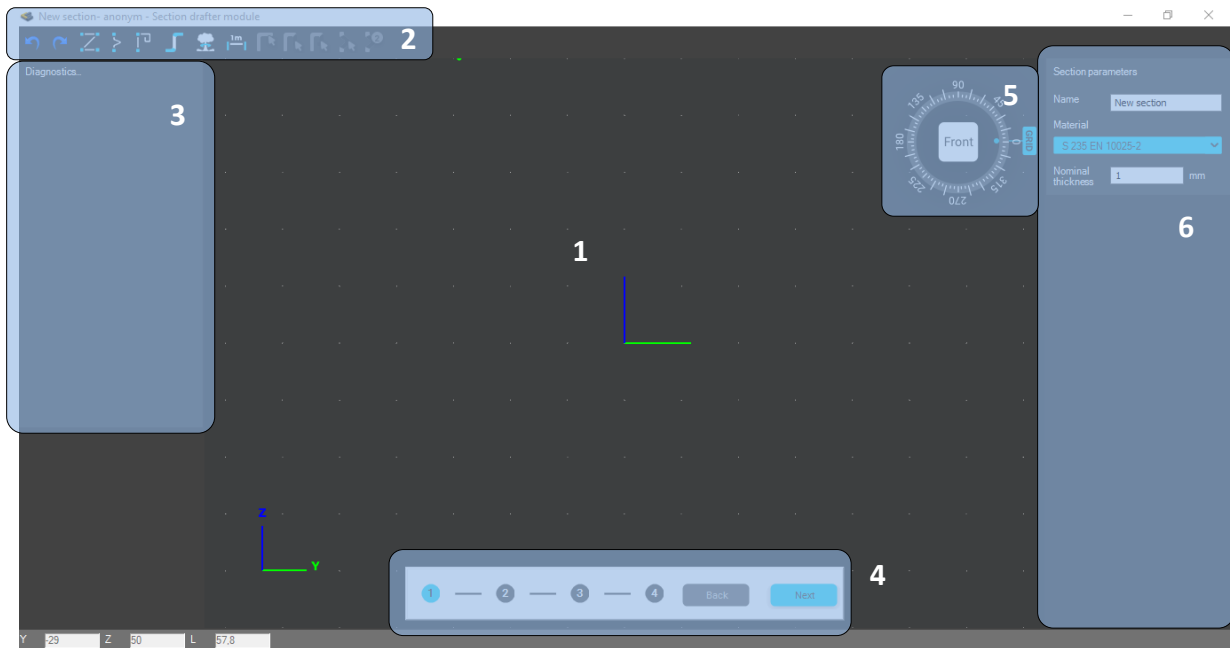 New section- anonym - Section drafter module
1m
2
Diagnostics..
3
90
135
45
5
180
Front
0
GRID
225
315
270
Section parameters
Name
New section
Material
S 235 EN 10025-2
Nominal
thickness
1
mm
6
1
Z
Y
4
1
2
3
4
Back
Next
Y
-29
Z
50
L
57,8